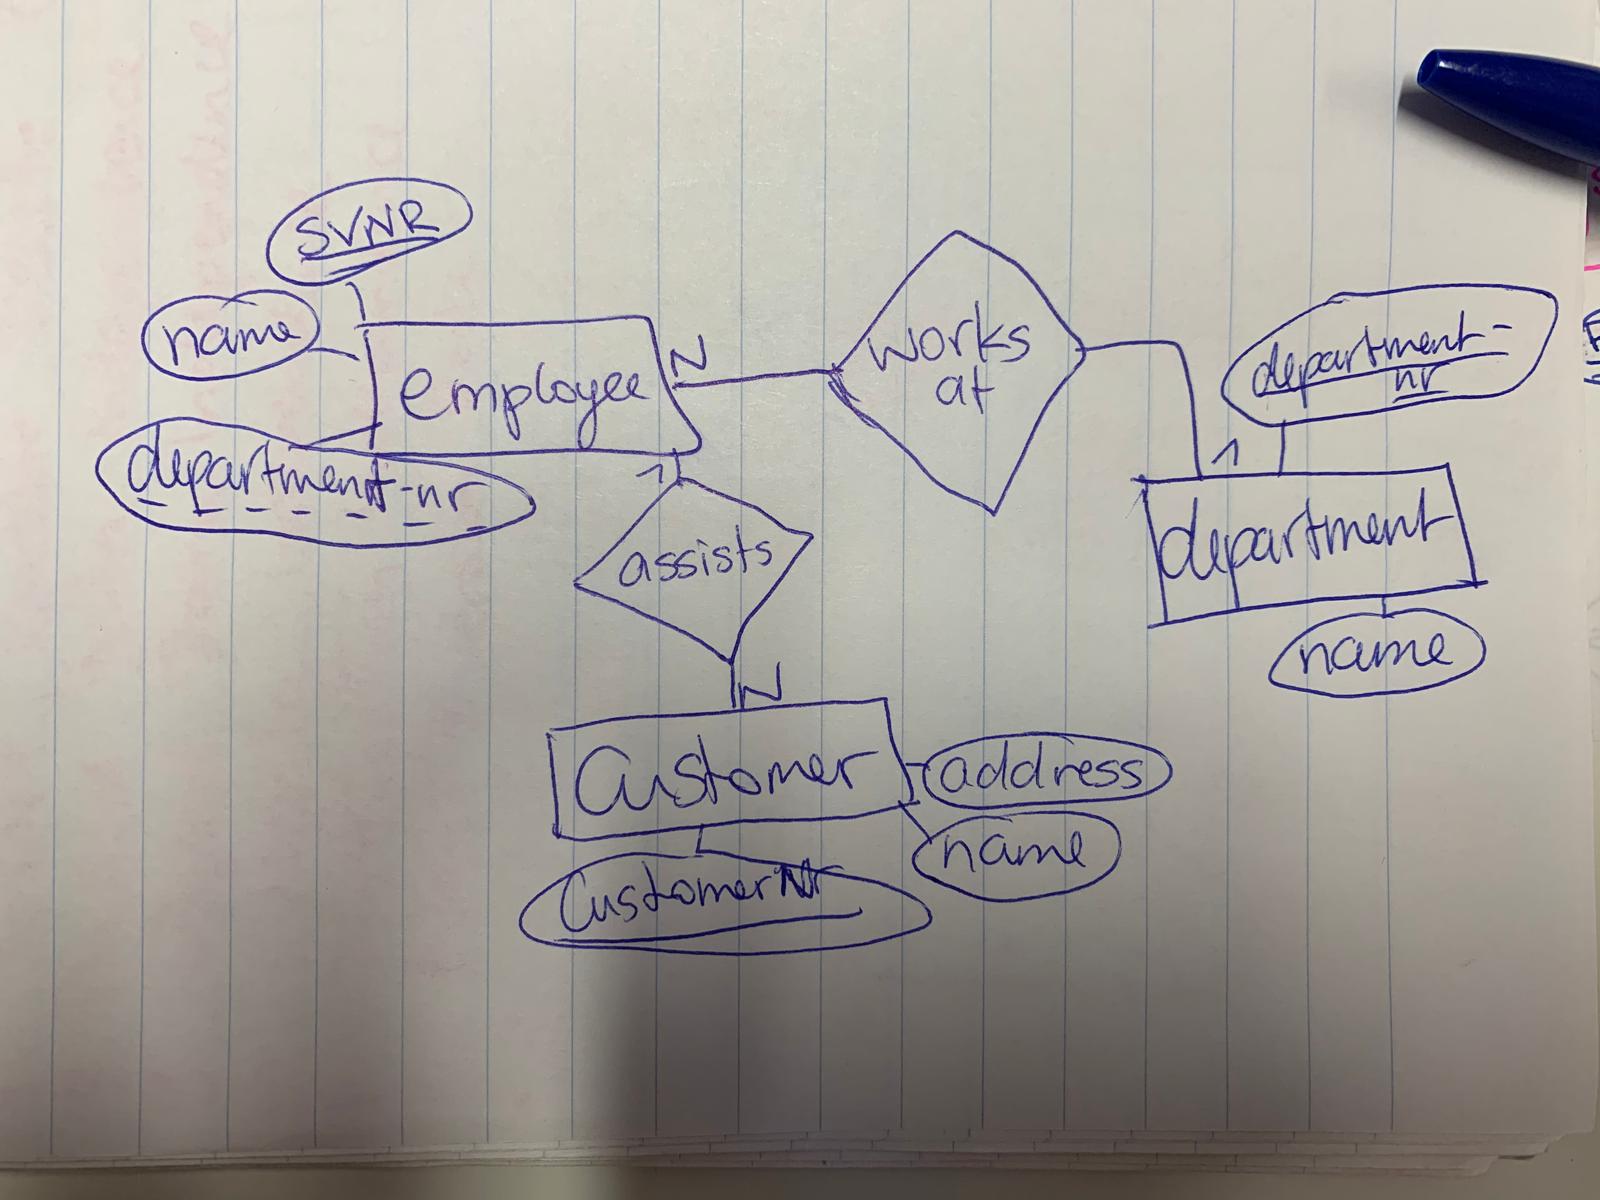 SVNR
name
employee
N
works
at
department-
nr
department-nr
1
1
assists
department
name
N
Customer
address
name
CustomerNr